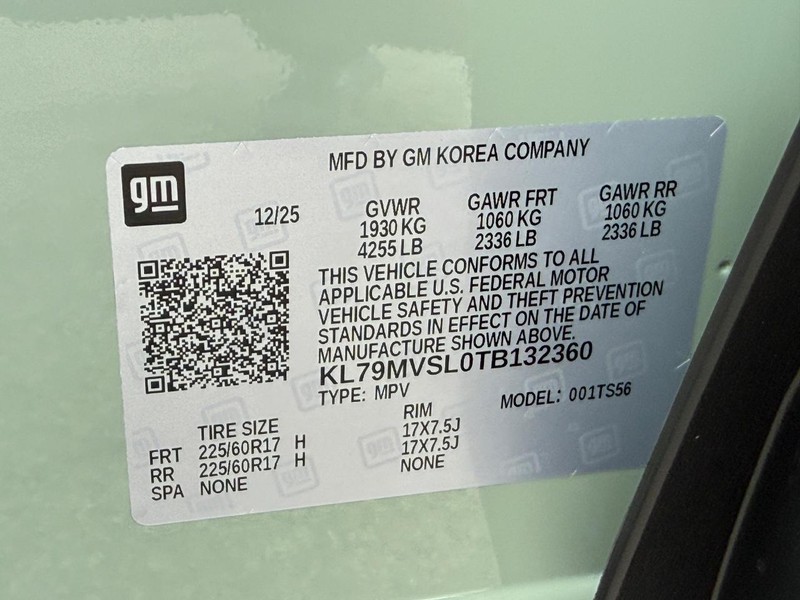 gm
MFD BY GM KOREA COMPANY
12/25
GVWR GAWR FRT GAWR RR
1930 KG 1060 KG 1060 KG
4255 LB 2336 LB 2336 LB
THIS VEHICLE CONFORMS TO ALL
APPLICABLE U.S. FEDERAL MOTOR
VEHICLE SAFETY AND THEFT PREVENTION
STANDARDS IN EFFECT ON THE DATE OF
MANUFACTURE SHOWN ABOVE.
KL79MVSL0TB132360
TYPE: MPV MODEL: 001TS56
TIRE SIZE RIM
FRT 225/60R17 H 17X7.5J
RR 225/60R17 H 17X7.5J
SPA NONE NONE